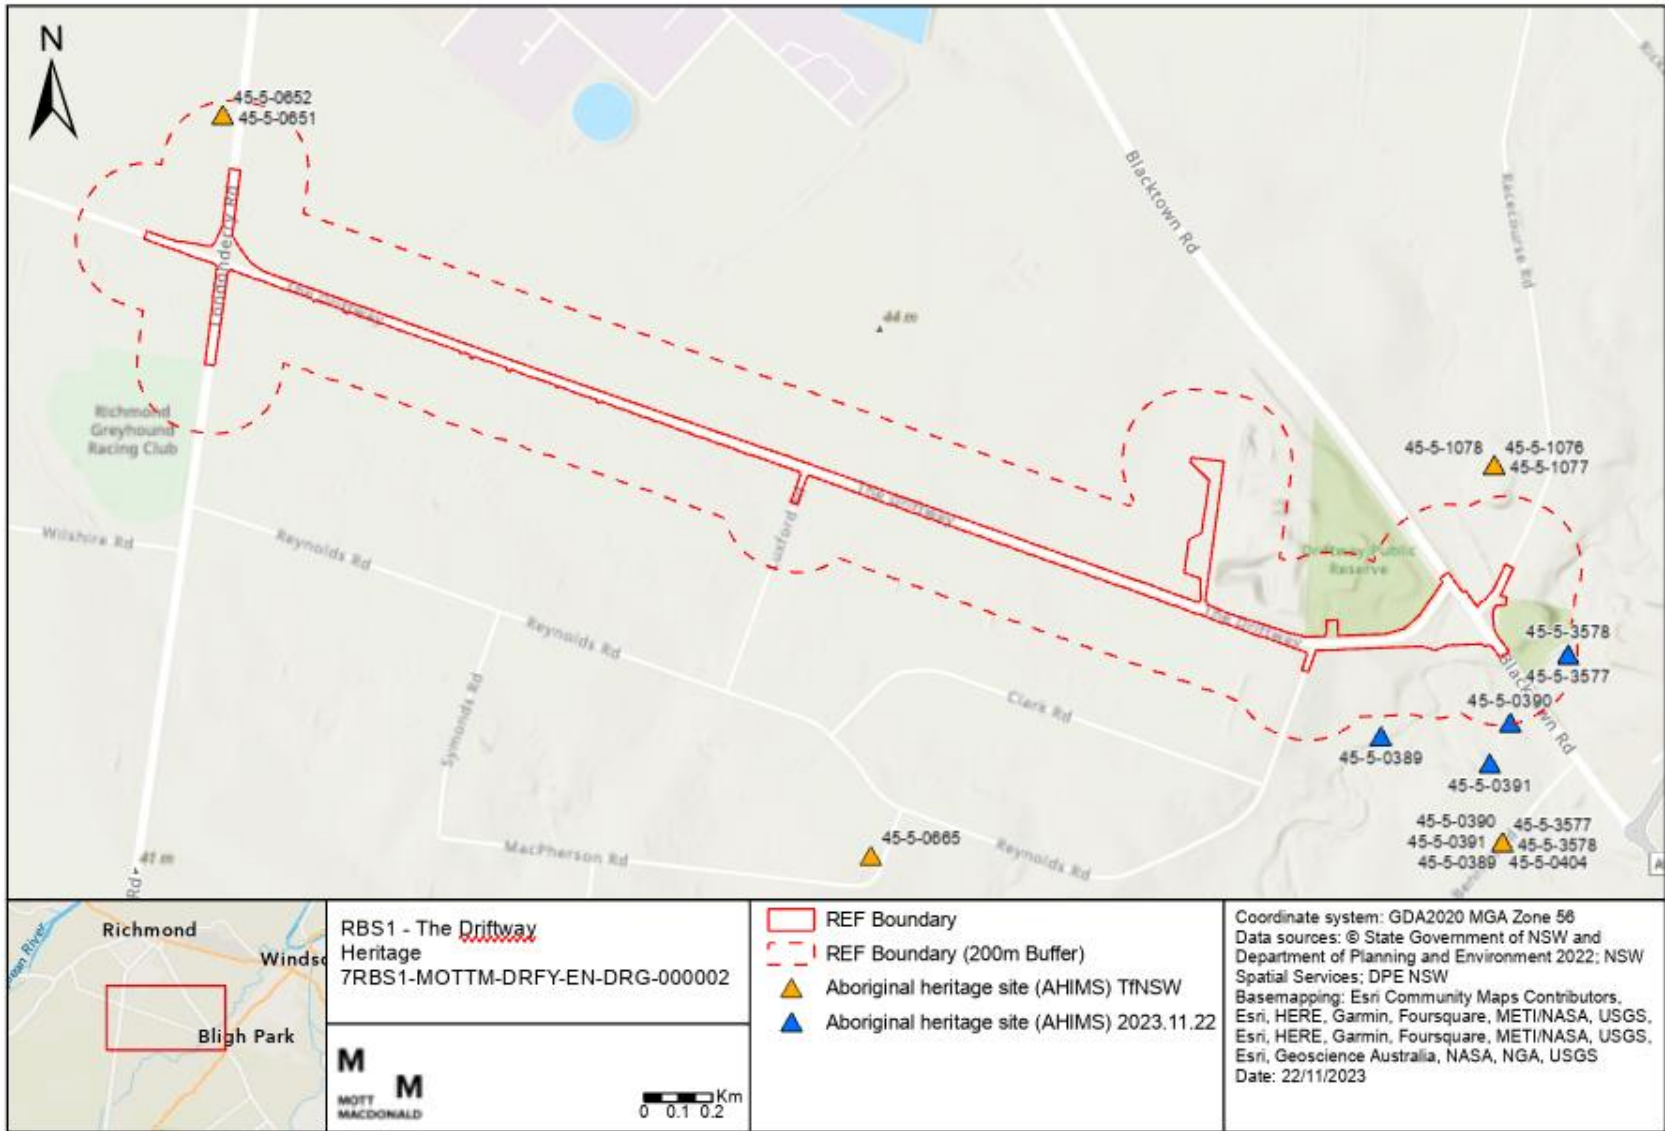 N
45-5-0652
45-5-0651
Blacktown Rd
Racecourse Rd
Londonderry Rd
The Driftway
44 m
Richmond
Greyhound
Racing Club
45-5-1078
45-5-1076
45-5-1077
Wilshire Rd
Reynolds Rd
Luxford
The Driftway
Driftway Public
Reserve
The Driftway
45-5-3578
45-5-3577
Blacktown Rd
45-5-0390
45-5-0389
45-5-0391
Reynolds Rd
Symonds Rd
Clark Rd
45-5-0390
45-5-3577
45-5-0391
45-5-3578
45-5-0389
45-5-0404
45-5-0665
MacPherson Rd
Reynolds Rd
41 m
Rd
Richmond
Windso
Bligh Park
ean River
RBS1 - The Driftway
Heritage
7RBS1-MOTTM-DRFY-EN-DRG-000002
M
M
MOTT
MACDONALD
Km
0 0.1 0.2
REF Boundary
REF Boundary (200m Buffer)
Aboriginal heritage site (AHIMS) TfNSW
Aboriginal heritage site (AHIMS) 2023.11.22
Coordinate system: GDA2020 MGA Zone 56
Data sources: © State Government of NSW and
Department of Planning and Environment 2022; NSW
Spatial Services; DPE NSW
Basemapping: Esri Community Maps Contributors,
Esri, HERE, Garmin, Foursquare, METI/NASA, USGS,
Esri, HERE, Garmin, Foursquare, METI/NASA, USGS,
Esri, Geoscience Australia, NASA, NGA, USGS
Date: 22/11/2023